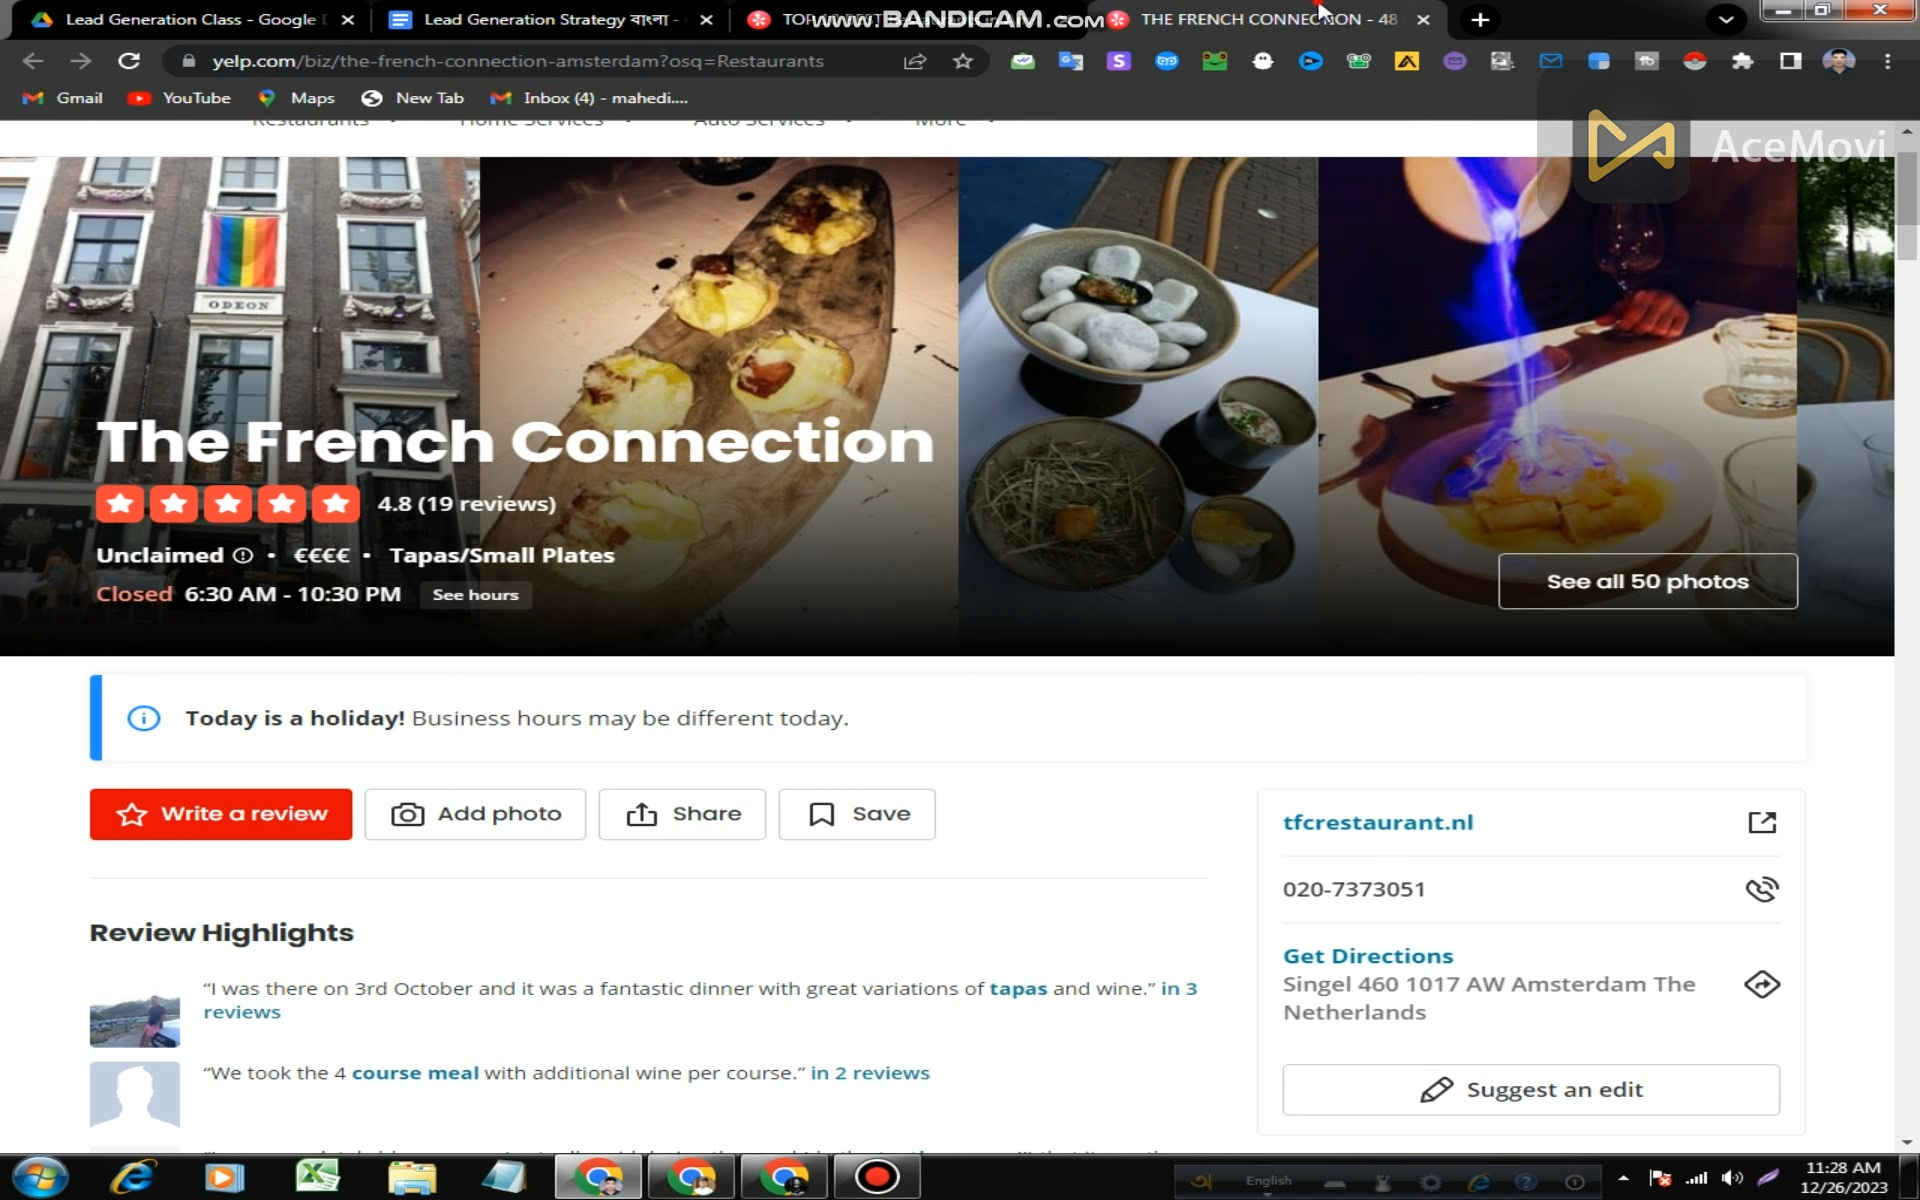 Lead Generation Class - Google
Lead Generation Strategy বাংলা -
www.BANDICAM.com
THE FRENCH CONNECTION - 48
yelp.com/biz/the-french-connection-amsterdam?osq=Restaurants
Gmail
YouTube
Maps
New Tab
Inbox (4) - mahedi....
Restaurants
Home Services
Auto Services
More
AceMovi
ODEON
The French Connection
4.8 (19 reviews)
Unclaimed • €€€€ • Tapas/Small Plates
Closed 6:30 AM - 10:30 PM See hours
See all 50 photos
Today is a holiday! Business hours may be different today.
Write a review
Add photo
Share
Save
tfcrestaurant.nl
020-7373051
Get Directions
Singel 460 1017 AW Amsterdam The
Netherlands
Suggest an edit
Review Highlights
“I was there on 3rd October and it was a fantastic dinner with great variations of tapas and wine.” in 3
reviews
“We took the 4 course meal with additional wine per course.” in 2 reviews
English
11:28 AM
12/26/2023